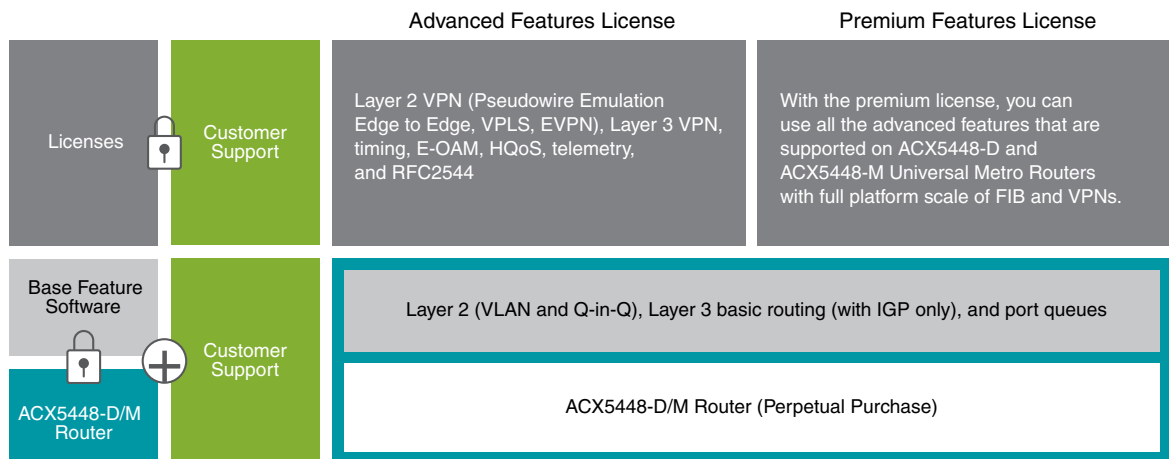 Advanced Features License
Premium Features License
Licenses
Customer
Support
Layer 2 VPN (Pseudowire Emulation
Edge to Edge, VPLS, EVPN), Layer 3 VPN,
timing, E-OAM, HQoS, telemetry,
and RFC2544
With the premium license, you can
use all the advanced features that are
supported on ACX5448-D and
ACX5448-M Universal Metro Routers
with full platform scale of FIB and VPNs.
Base Feature
Software
ACX5448-D/M
Router
Customer
Support
Layer 2 (VLAN and Q-in-Q), Layer 3 basic routing (with IGP only), and port queues
ACX5448-D/M Router (Perpetual Purchase)